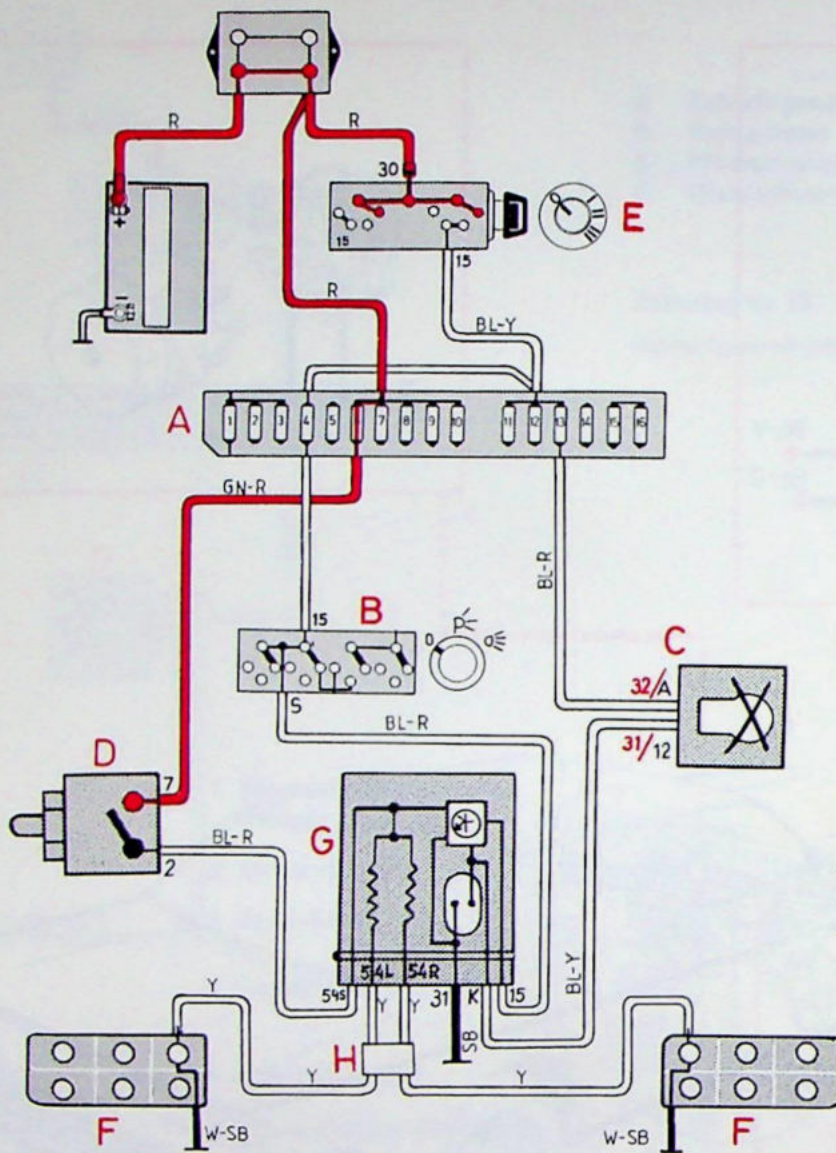 R
R
30
E
+
15
15
-
R
BL-Y
A
1 2 3 4 5 6 7 8 9 10 11 12 13 14 15 16
GN-R
BL-R
15
B
0
C
S
32/A
BL-R
31/12
D
7
G
BL-R
2
BL-Y
54L 54R
54s
Y Y
31
K
15
Y
SB
H
Y
Y
F
W-SB
W-SB
F